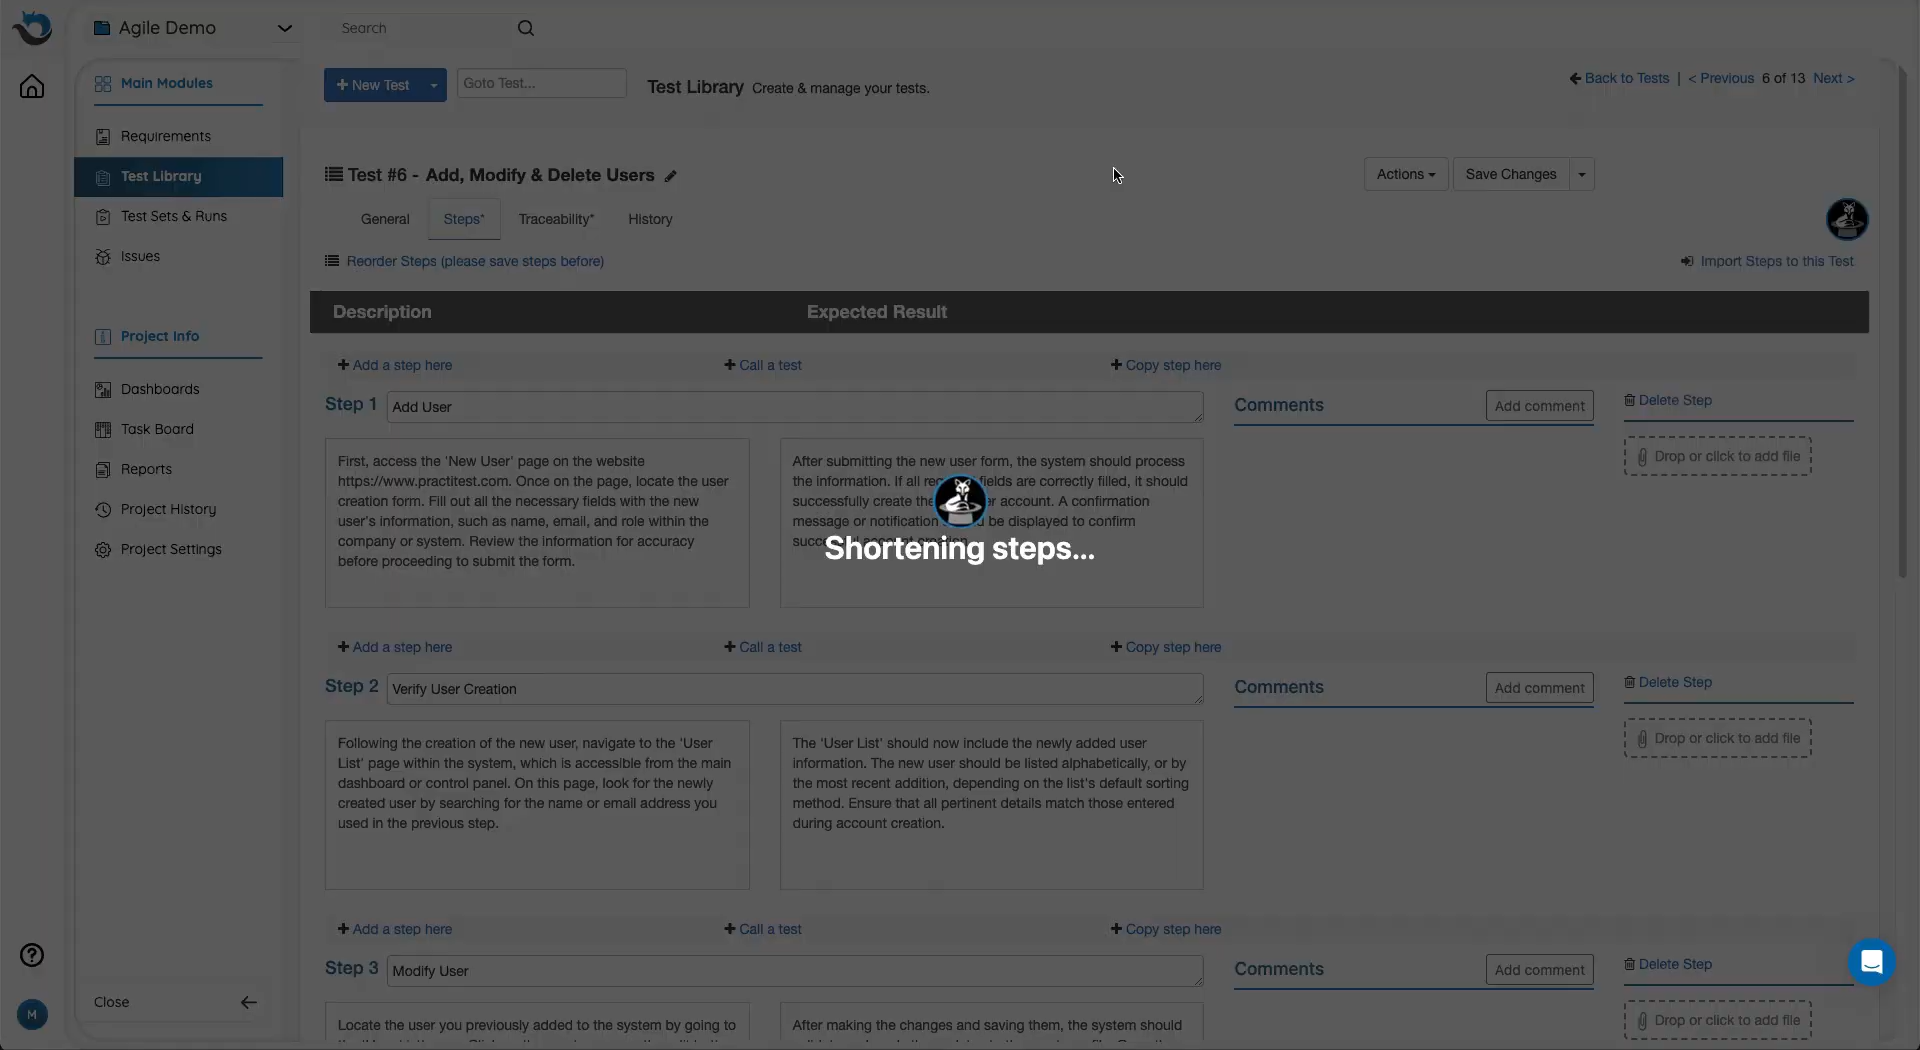 Agile Demo
Search
Main Modules
Requirements
Test Library
Test Sets & Runs
Issues
Project Info
Dashboards
Task Board
Reports
Project History
Project Settings
Close
M
+ New Test
Goto Test...
Test Library Create & manage your tests.
Back to Tests | < Previous 6 of 13 Next >
Test #6 - Add, Modify & Delete Users
Actions
Save Changes
General
Steps*
Traceability*
History
Reorder Steps (please save steps before)
Import Steps to this Test
Description
Expected Result
+ Add a step here
+ Call a test
+ Copy step here
Step 1
Add User
Comments
Add comment
Delete Step
Drop or click to add file
First, access the 'New User' page on the website
https://www.practitest.com. Once on the page, locate the user
creation form. Fill out all the necessary fields with the new
user's information, such as name, email, and role within the
company or system. Review the information for accuracy
before proceeding to submit the form.
After submitting the new user form, the system should process
the information. If all fields are correctly filled, it should
successfully create the account. A confirmation
message or notification be displayed to confirm
Shortening steps...
+ Add a step here
+ Call a test
+ Copy step here
Step 2
Verify User Creation
Comments
Add comment
Delete Step
Drop or click to add file
Following the creation of the new user, navigate to the 'User
List' page within the system, which is accessible from the main
dashboard or control panel. On this page, look for the newly
created user by searching for the name or email address you
used in the previous step.
The 'User List' should now include the newly added user
information. The new user should be listed alphabetically, or by
the most recent addition, depending on the list's default sorting
method. Ensure that all pertinent details match those entered
during account creation.
+ Add a step here
+ Call a test
+ Copy step here
Step 3
Modify User
Comments
Add comment
Delete Step
Drop or click to add file
Locate the user you previously added to the system by going to
After making the changes and saving them, the system should